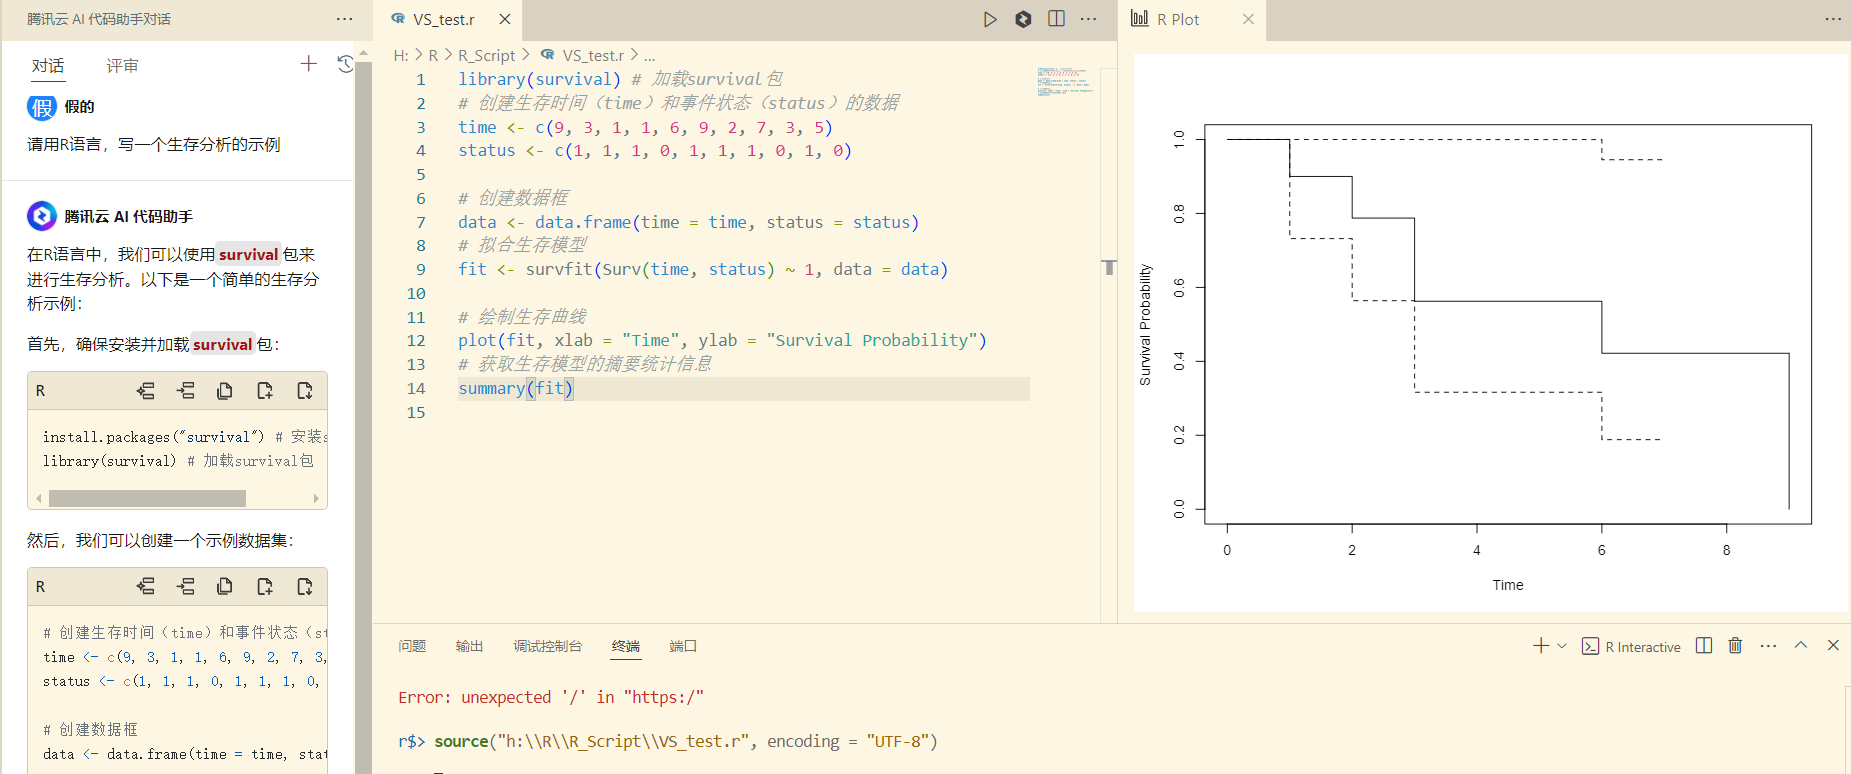 腾讯云 AI 代码助手对话
对话 评审
假 假的
请用R语言，写一个生存分析的示例
腾讯云 AI 代码助手
在R语言中，我们可以使用survival包来
进行生存分析。以下是一个简单的生存分
析示例：
首先，确保安装并加载survival包：
R
install.packages("survival") # 安装s
library(survival) # 加载survival包
然后，我们可以创建一个示例数据集：
R
# 创建生存时间（time）和事件状态（st
time <- c(9, 3, 1, 1, 6, 9, 2, 7, 3,
status <- c(1, 1, 1, 0, 1, 1, 1, 0,
# 创建数据框
data <- data.frame(time = time, stat
VS_test.r
H: > R > R_Script > VS_test.r > ...
1 library(survival) # 加载survival包
2 # 创建生存时间（time）和事件状态（status）的数据
3 time <- c(9, 3, 1, 1, 6, 9, 2, 7, 3, 5)
4 status <- c(1, 1, 1, 0, 1, 1, 1, 0, 1, 0)
5
6 # 创建数据框
7 data <- data.frame(time = time, status = status)
8 # 拟合生存模型
9 fit <- survfit(Surv(time, status) ~ 1, data = data)
10
11 # 绘制生存曲线
12 plot(fit, xlab = "Time", ylab = "Survival Probability")
13 # 获取生存模型的摘要统计信息
14 summary(fit)
15
R Plot
Survival Probability
1.0
0.8
0.6
0.4
0.2
0.0
0 2 4 6 8
Time
问题 输出 调试控制台 终端 端口
R Interactive
Error: unexpected '/' in "https:/"
r$> source("h:\\R\\R_Script\\VS_test.r", encoding = "UTF-8")